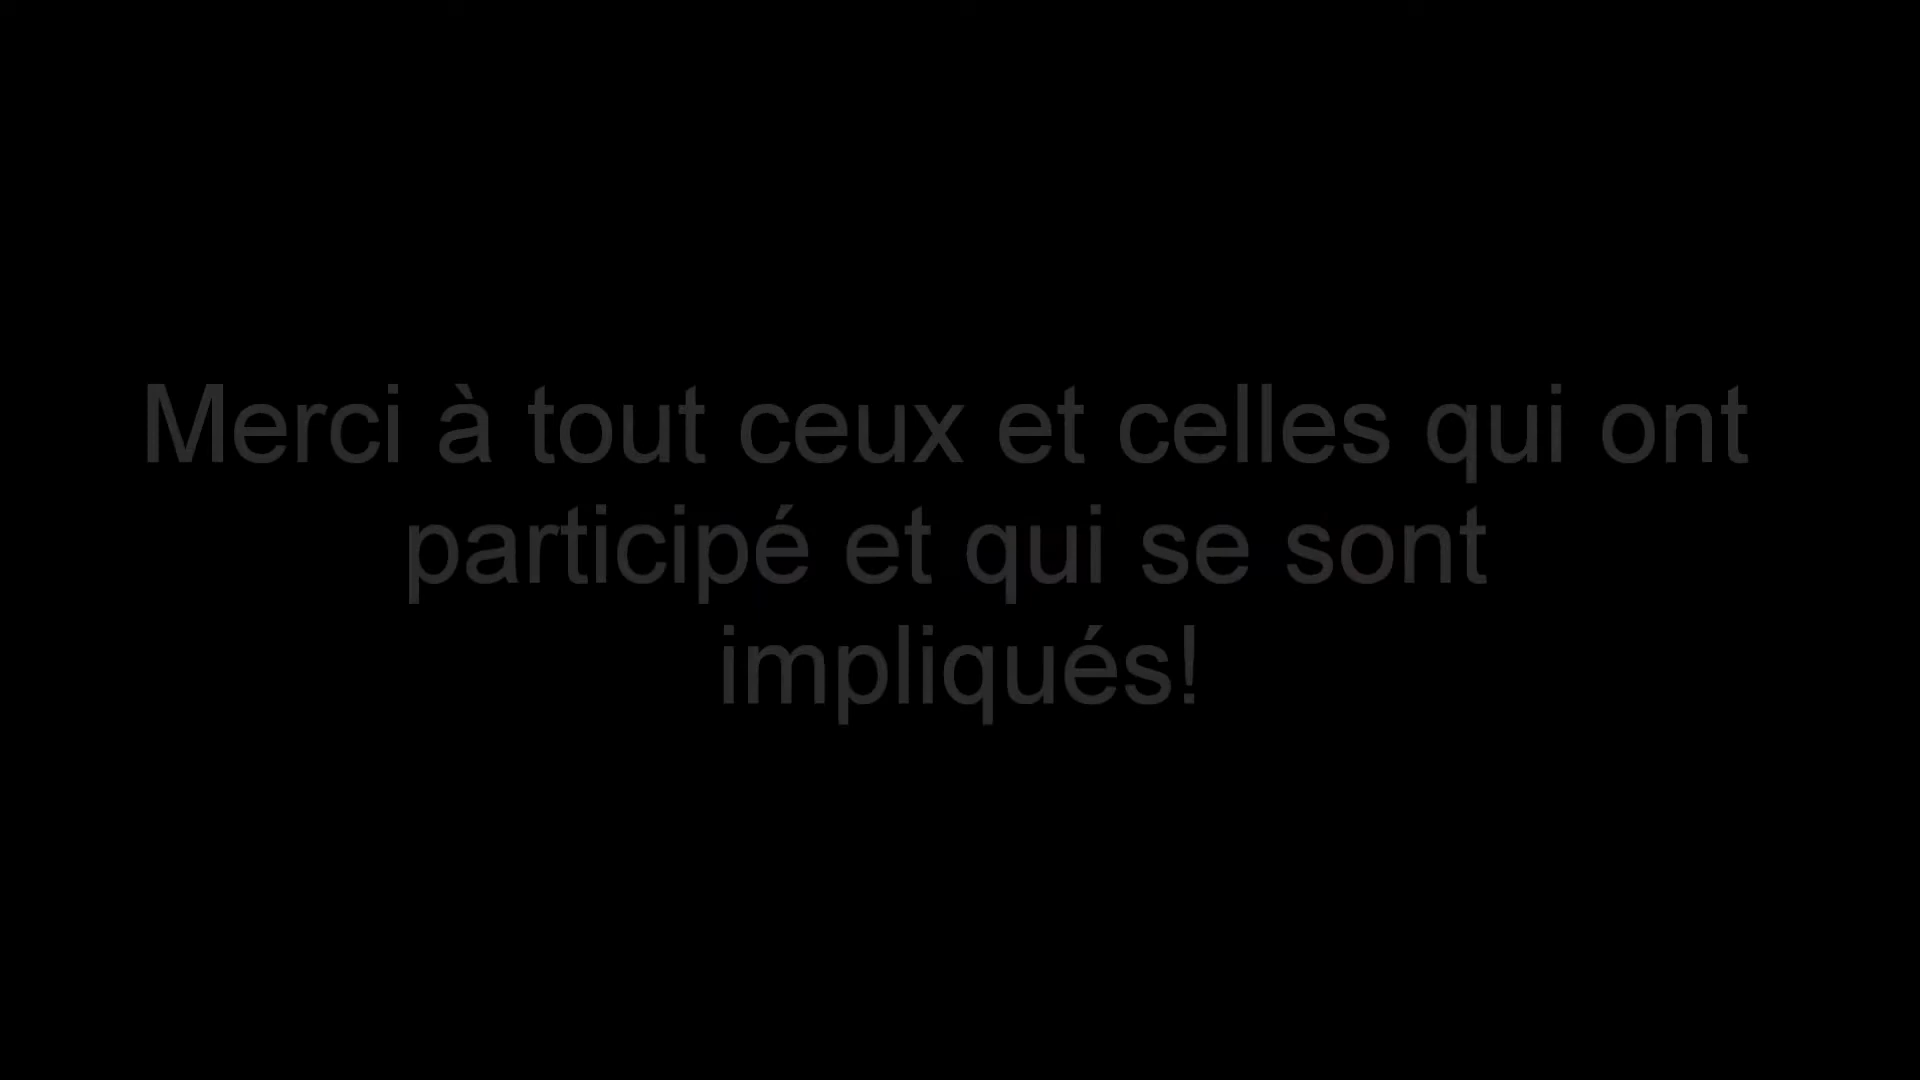 Merci à tout ceux et celles qui ont
participé et qui se sont
impliqués!